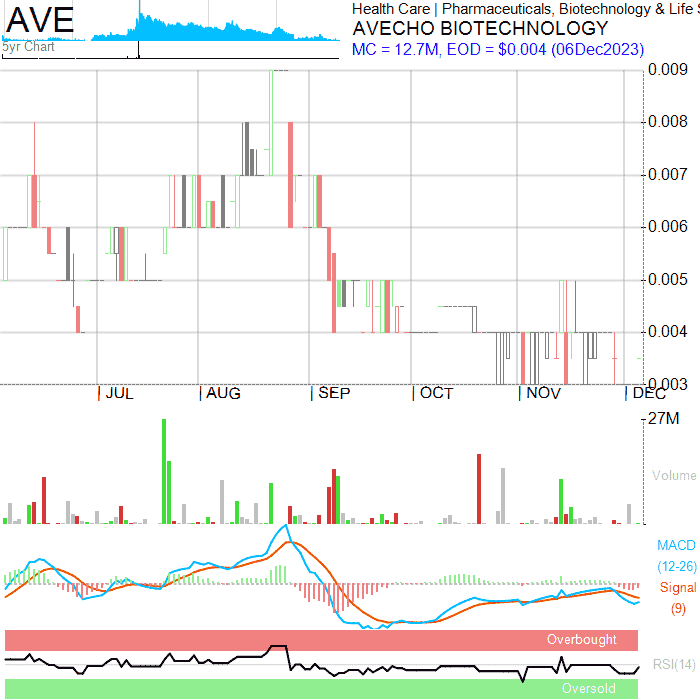 AVE
5yr Chart
Health Care | Pharmaceuticals, Biotechnology & Life S
AVECHO BIOTECHNOLOGY
MC = 12.7M, EOD = $0.004 (06Dec2023)
0.009
0.008
0.007
0.006
0.005
0.004
0.003
JUL AUG SEP OCT NOV DEC
27M
Volume
MACD
(12-26)
Signal
(9)
Overbought
RSI(14)
Oversold